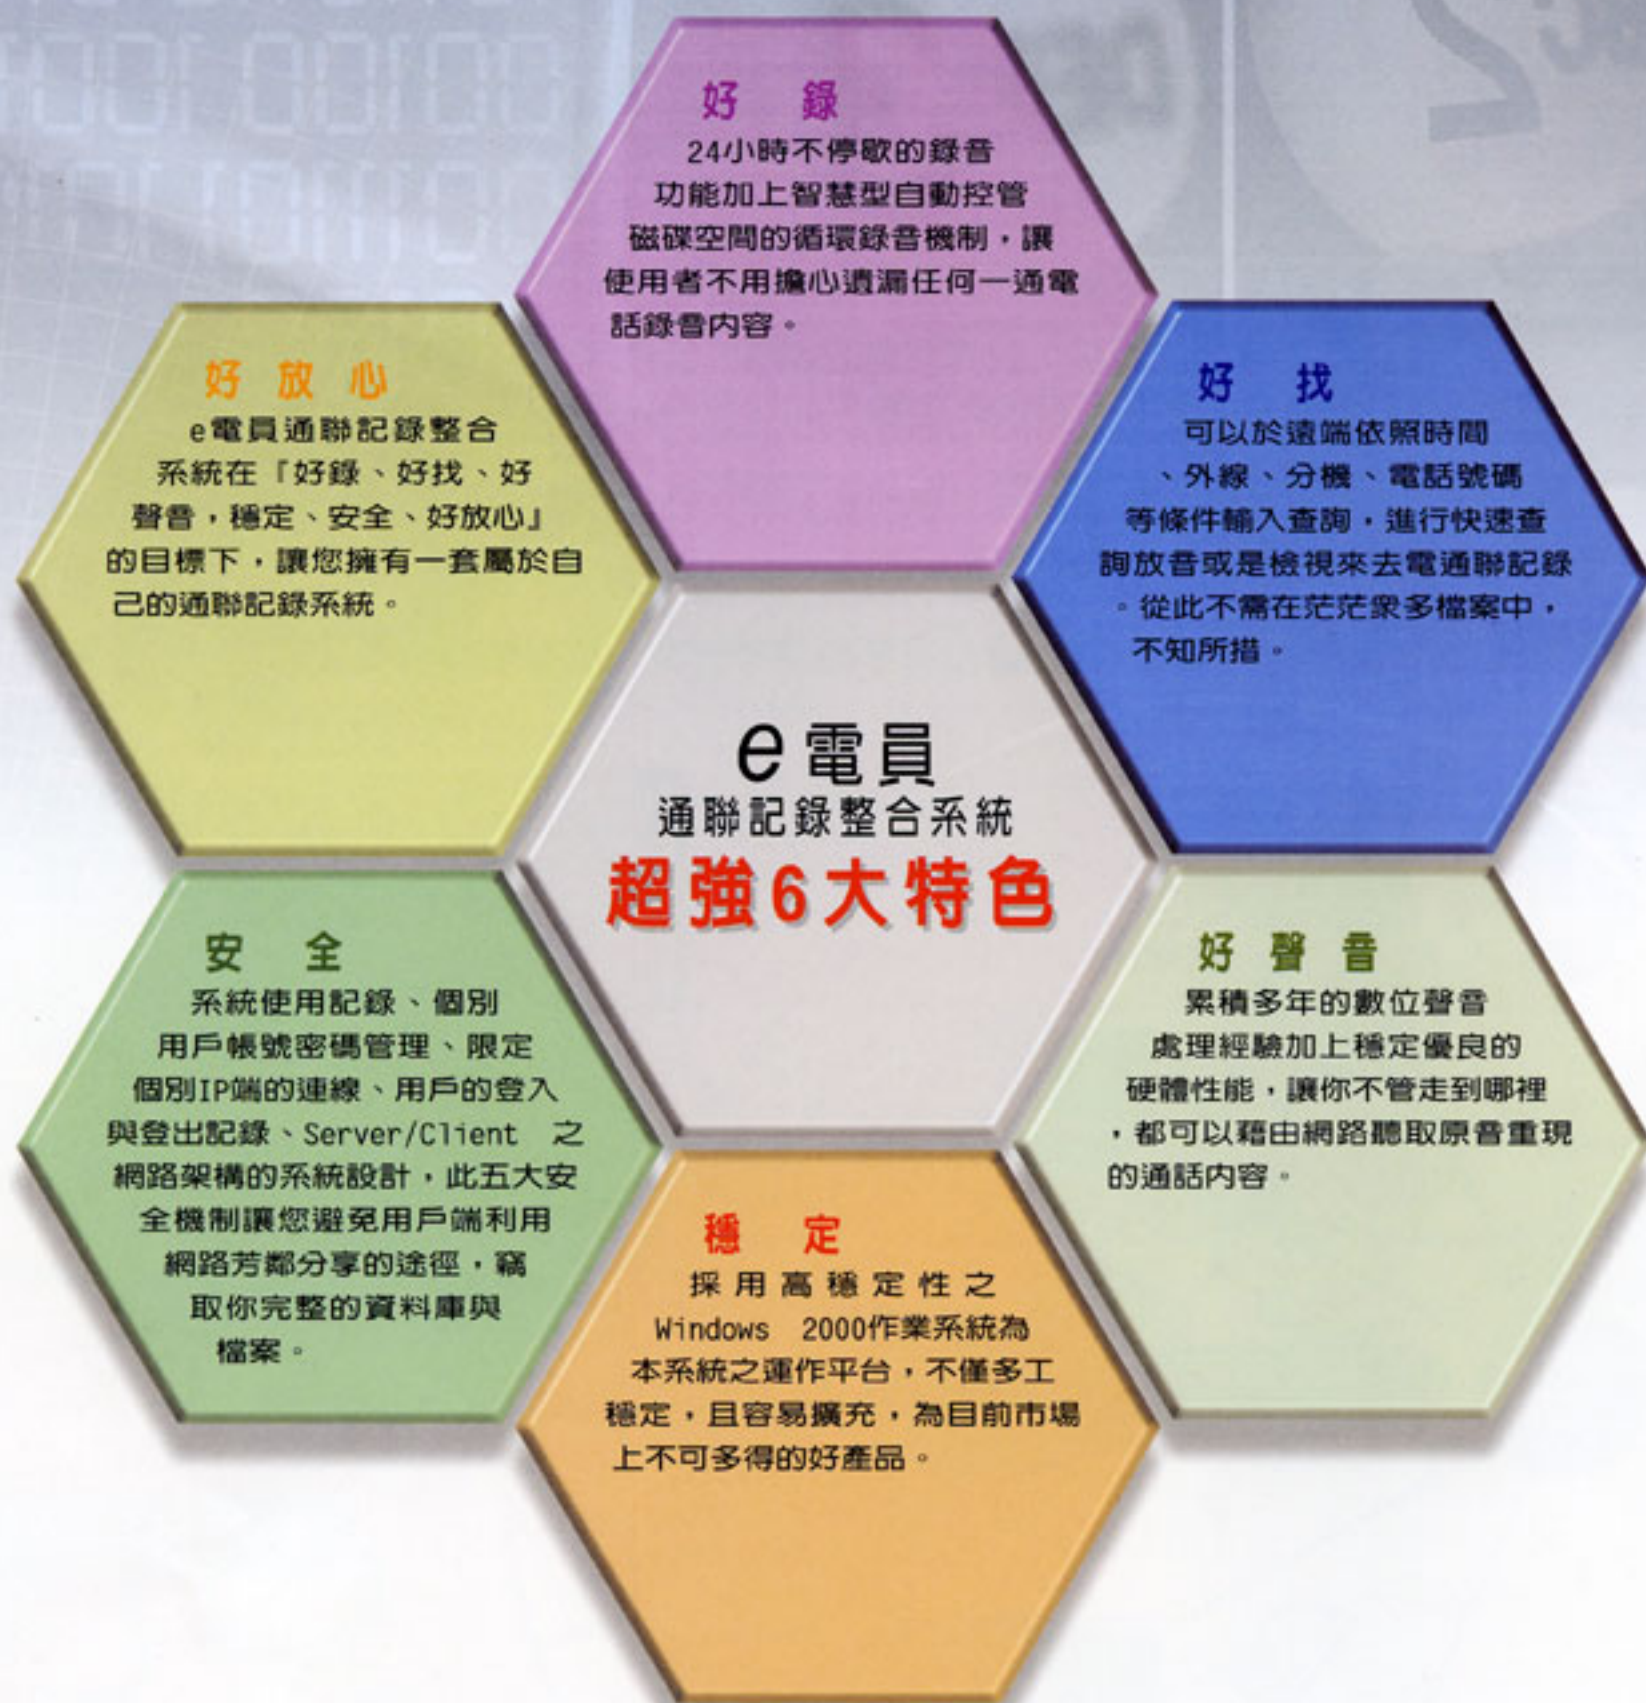 好 錄
24小時不停歇的錄音
功能加上智慧型自動控管
磁碟空間的循環錄音機制，讓
使用者不用擔心遺漏任何一通電
話錄音內容。
好 放 心
e電員通聯記錄整合
系統在『好錄、好找、好
聲音，穩定、安全、好放心』
的目標下，讓您擁有一套屬於自
己的通聯記錄系統。
好 找
可以於遠端依照時間
、外線、分機、電話號碼
等條件輸入查詢，進行快速查
詢放音或是檢視來去電通聯記錄
。從此不需在茫茫眾多檔案中，
不知所措。
e電員
通聯記錄整合系統
超強6大特色
安 全
系統使用記錄、個別
用戶帳號密碼管理、限定
個別IP端的連線、用戶的登入
與登出記錄、Server/Client 之
網路架構的系統設計，此五大安
全機制讓您避免用戶端利用
網路芳鄰分享的途徑，竊
取你完整的資料庫與
檔案。
好 聲 音
累積多年的數位聲音
處理經驗加上穩定優良的
硬體性能，讓你不管走到哪裡
，都可以藉由網路聽取原音重現
的通話內容。
穩 定
採用高穩定性之
Windows 2000作業系統為
本系統之運作平台，不僅多工
穩定，且容易擴充，為目前市場
上不可多得的好產品。